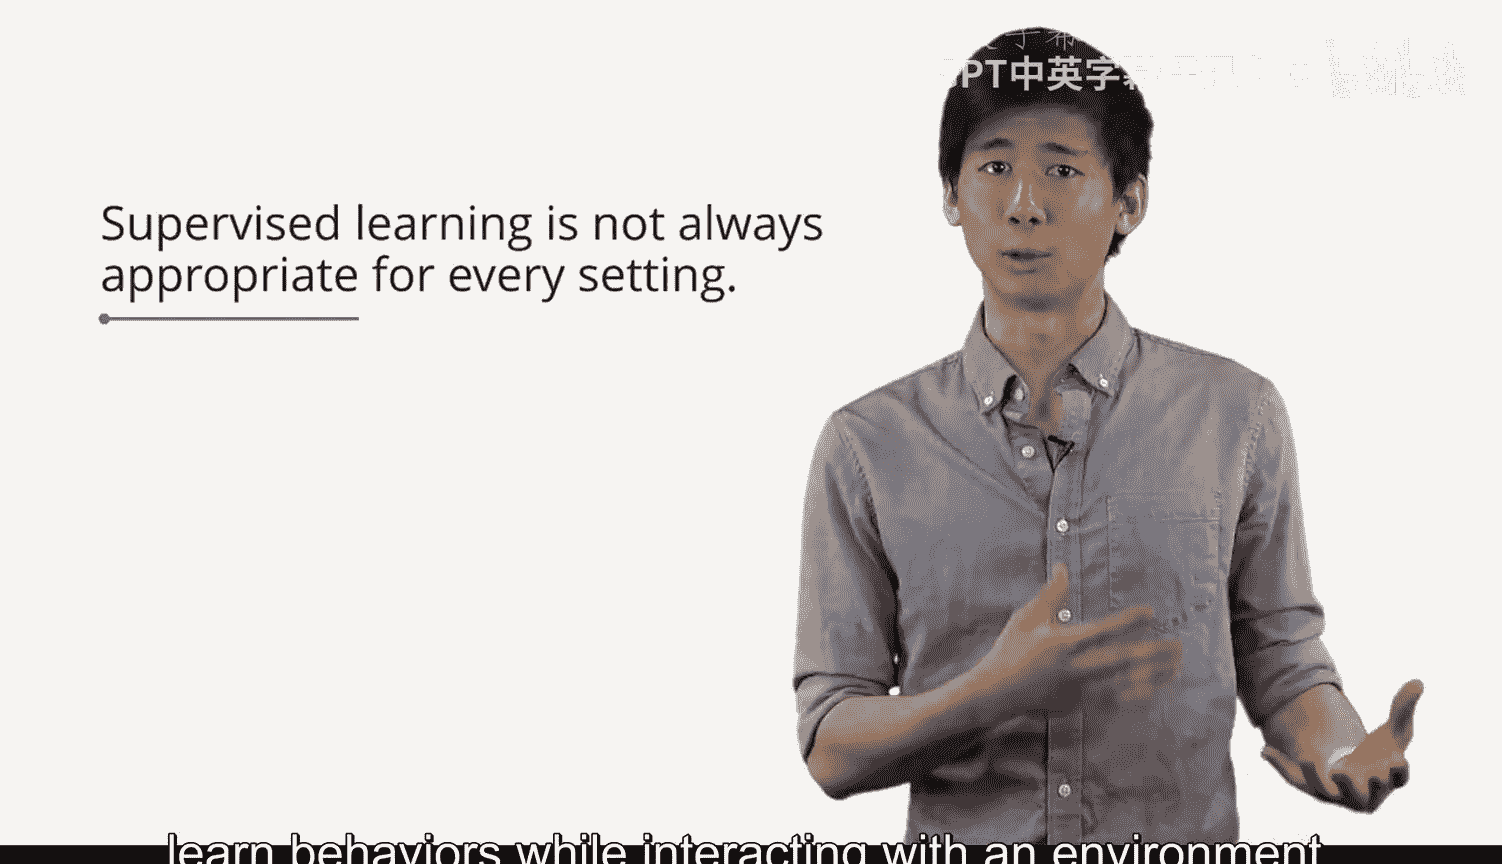 PT中英字
Supervised learning is not always
appropriate for every setting.
learn behaviors while interacting with an environment